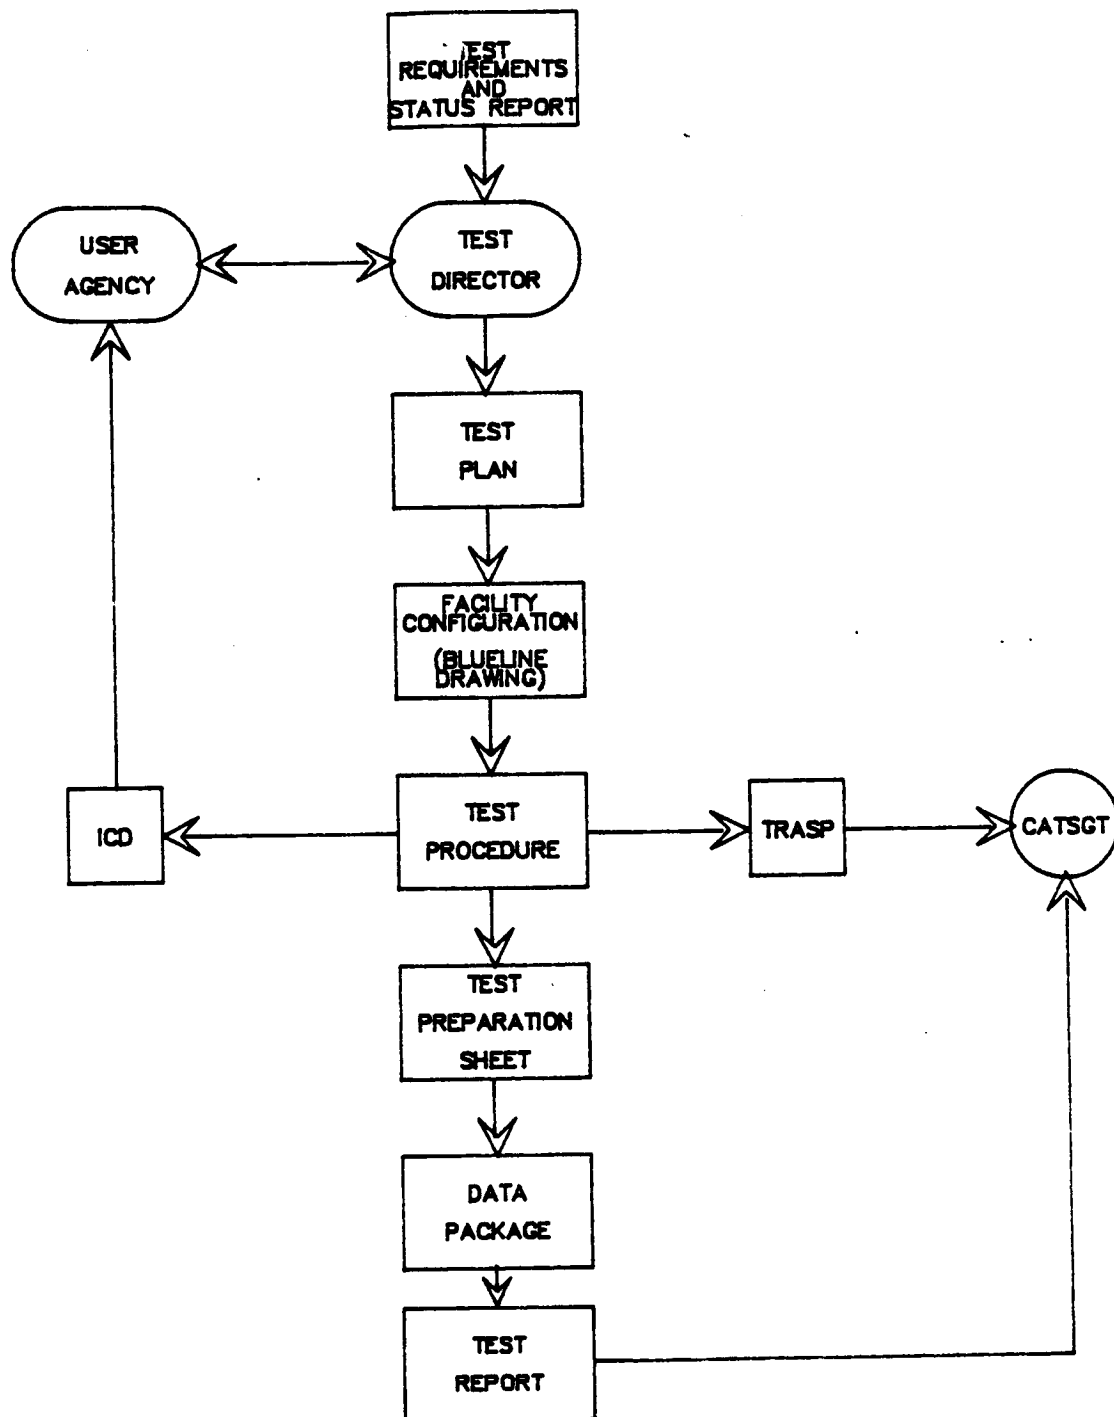 TEST
REQUIREMENTS
AND
STATUS REPORT
USER
AGENCY
TEST
DIRECTOR
TEST
PLAN
FACILITY
CONFIGURATION
(BLUELINE
DRAWING)
ICD
TEST
PROCEDURE
TRASP
CATSGT
TEST
PREPARATION
SHEET
DATA
PACKAGE
TEST
REPORT